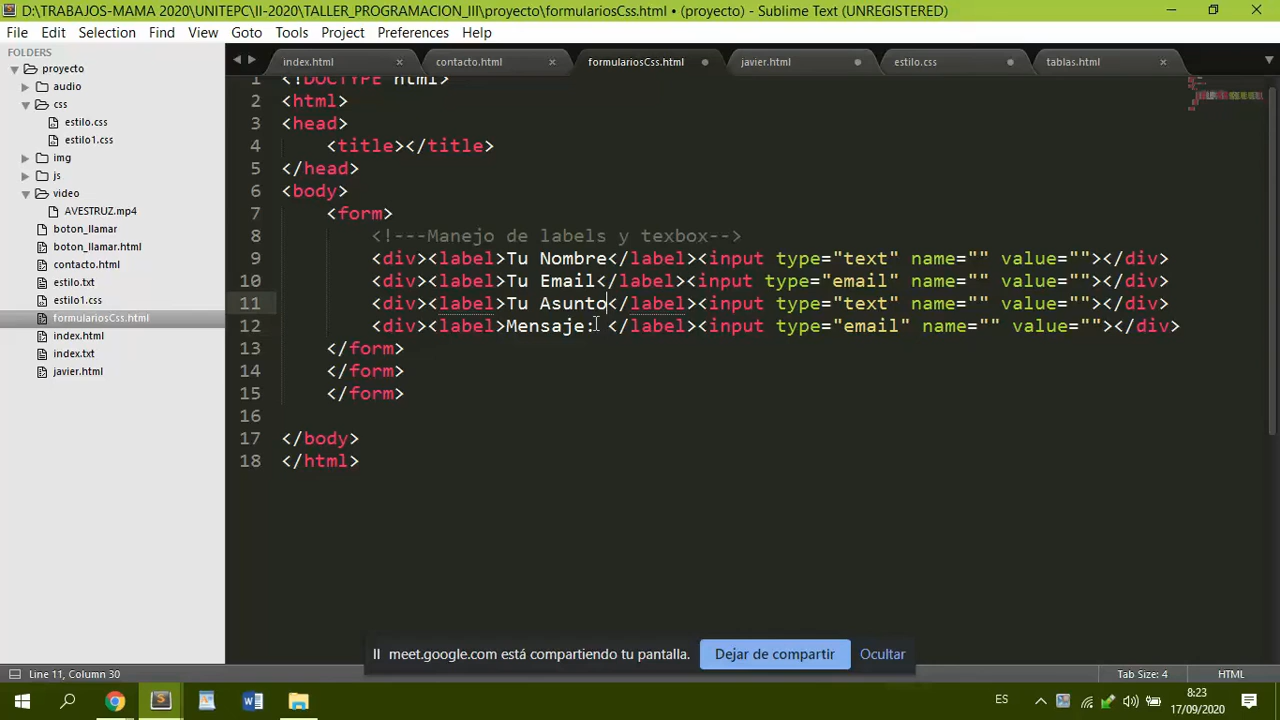 D:\TRABAJOS-MAMA 2020\UNITEPC\II-2020\TALLER_PROGRAMACION_III\proyecto\formulariosCss.html • (proyecto) - Sublime Text (UNREGISTERED)
File Edit Selection Find View Goto Tools Project Preferences Help
FOLDERS
proyecto
audio
css
estilo.css
estilo1.css
img
js
video
AVESTRUZ.mp4
boton_llamar
boton_llamar.html
contacto.html
estilo.txt
estilo1.css
formulariosCss.html
index.html
index.txt
javier.html
index.html contacto.html formulariosCss.html javier.html estilo.css tablas.html
1 <!DOCTYPE html>
2 <html>
3 <head>
4 <title></title>
5 </head>
6 <body>
7 <form>
8 <!---Manejo de labels y texbox-->
9 <div><label>Tu Nombre</label><input type="text" name="" value=""></div>
10 <div><label>Tu Email</label><input type="email" name="" value=""></div>
11 <div><label>Tu Asunto</label><input type="text" name="" value=""></div>
12 <div><label>Mensaje: </label><input type="email" name="" value=""></div>
13 </form>
14 </form>
15 </form>
16
17 </body>
18 </html>
meet.google.com está compartiendo tu pantalla. Dejar de compartir Ocultar
Line 11, Column 30 Tab Size: 4 HTML
ES 8:23
17/09/2020